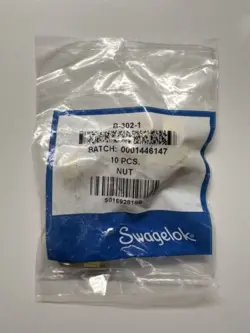 B-302-1
BATCH: 0001446147
10 PCS.
NUT
Swagelok